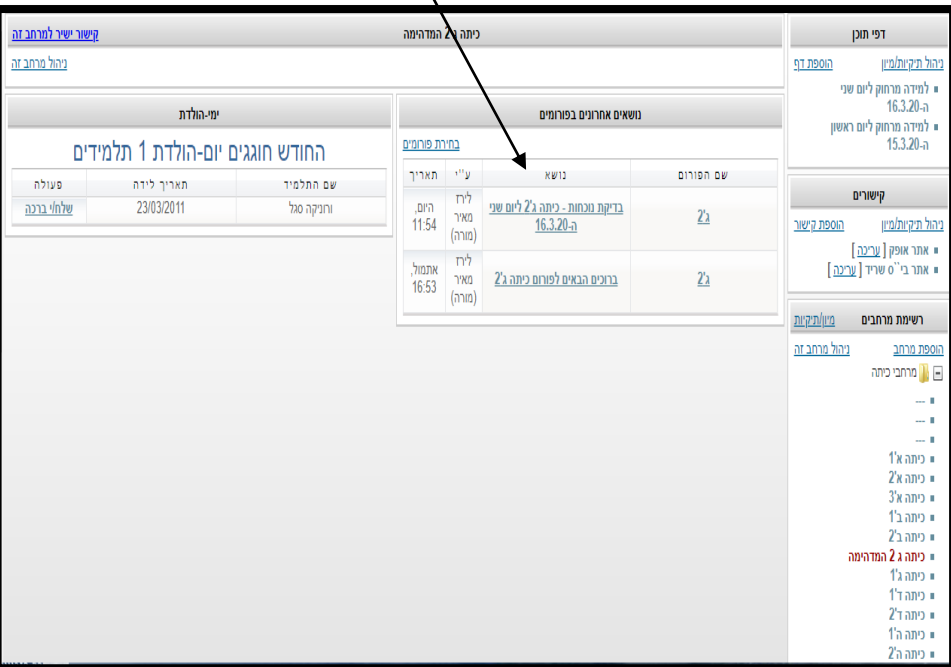 כיתה ג 2 המדהימה
קישור ישיר למרחב זה
ניהול מרחב זה
דפי תוכן
ניהול תיקיות/מיון
הוספת דף
למידה מרחוק ליום שני
ה-16.3.20
למידה מרחוק ליום ראשון
ה-15.3.20
קישורים
ניהול תיקיות/מיון
הוספת קישור
אתר אופק [ עריכה ]
אתר בי``ס שריד [ עריכה ]
רשימת מרחבים
מיון/תיקיות
הוספת מרחב
ניהול מרחב זה
מרחבי כיתה
---
---
---
כיתה א'1
כיתה א'2
כיתה א'3
כיתה ב'1
כיתה ב'2
כיתה ג 2 המדהימה
כיתה ג'1
כיתה ד'1
כיתה ד'2
כיתה ה'1
כיתה ה'2
נושאים אחרונים בפורומים
בחירת פורומים
שם הפורום נושא ע''י תאריך
ג'2
בדיקת נוכחות - כיתה ג'2 ליום שני
ה-16.3.20
לירז
מאיר
(מורה)
היום,
11:54
ג'2
ברוכים הבאים לפורום כיתה ג'2
לירז
מאיר
(מורה)
אתמול,
16:53
ימי-הולדת
החודש חוגגים יום-הולדת 1 תלמידים
שם התלמיד תאריך לידה פעולה
ורוניקה סגל 23/03/2011 שלח/י ברכה